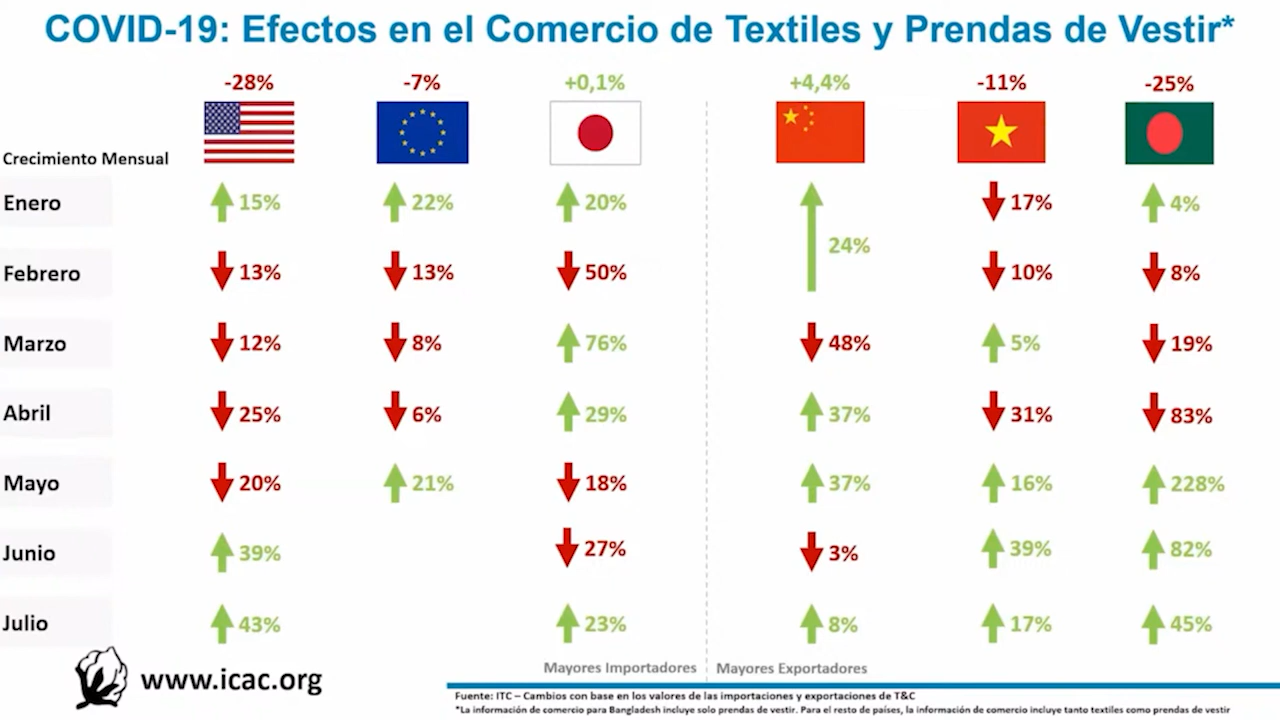 COVID-19: Efectos en el Comercio de Textiles y Prendas de Vestir*
-28% -7% +0,1% +4,4% -11% -25%
Crecimiento Mensual
Enero 15% 22% 20% 24% 17% 4%
Febrero 13% 13% 50% 10% 8%
Marzo 12% 8% 76% 48% 5% 19%
Abril 25% 6% 29% 37% 31% 83%
Mayo 20% 21% 18% 37% 16% 228%
Junio 39% 27% 3% 39% 82%
Julio 43% 23% 8% 17% 45%
Mayores Importadores Mayores Exportadores
www.icac.org
Fuente: ITC – Cambios con base en los valores de las importaciones y exportaciones de T&C
*La información de comercio para Bangladesh incluye solo prendas de vestir. Para el resto de países, la información de comercio incluye tanto textiles como prendas de vestir